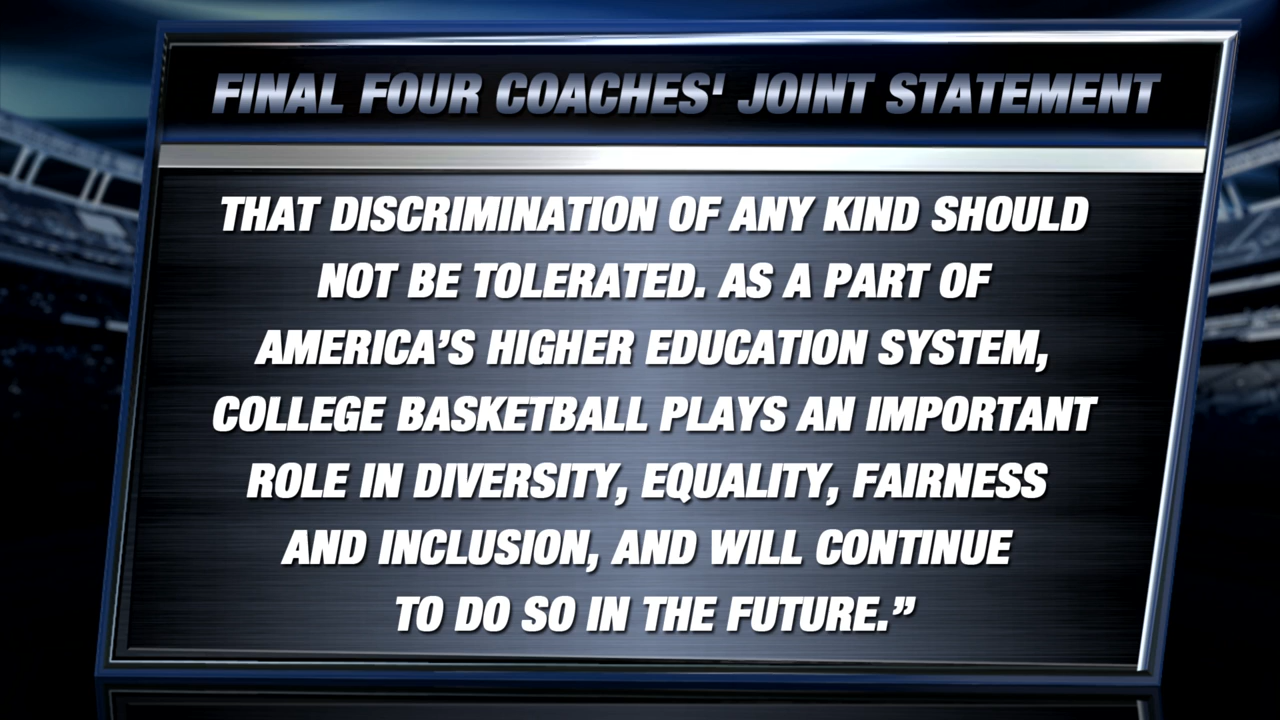 FINAL FOUR COACHES' JOINT STATEMENT
THAT DISCRIMINATION OF ANY KIND SHOULD
NOT BE TOLERATED. AS A PART OF
AMERICA’S HIGHER EDUCATION SYSTEM,
COLLEGE BASKETBALL PLAYS AN IMPORTANT
ROLE IN DIVERSITY, EQUALITY, FAIRNESS
AND INCLUSION, AND WILL CONTINUE
TO DO SO IN THE FUTURE.”